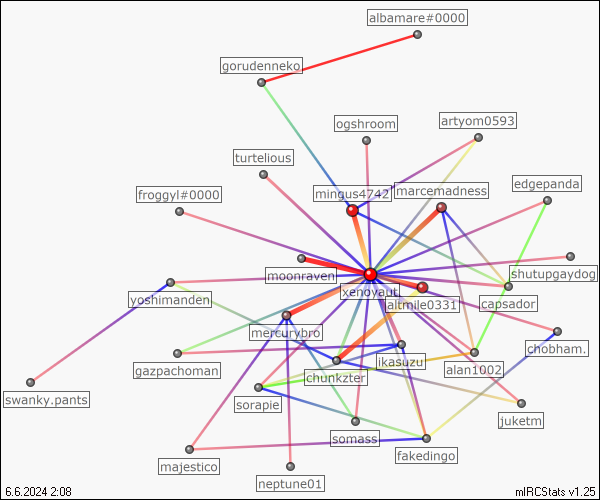 albamare#0000
gorudenneko
ogshroom
artyom0593
turtelious
froggyl#0000
mingus4742
marcemadness
edgepanda
moonraven
xenoyaut
shutupgaydog
yoshimanden
altmile0331
capsador
mercurybro
chobham.
gazpachoman
chunkzter
ikasuzu
alan1002
swanky.pants
sorapie
somass
juketm
majestico
neptune01
fakedingo
6.6.2024 2:08
mIRCStats v1.25